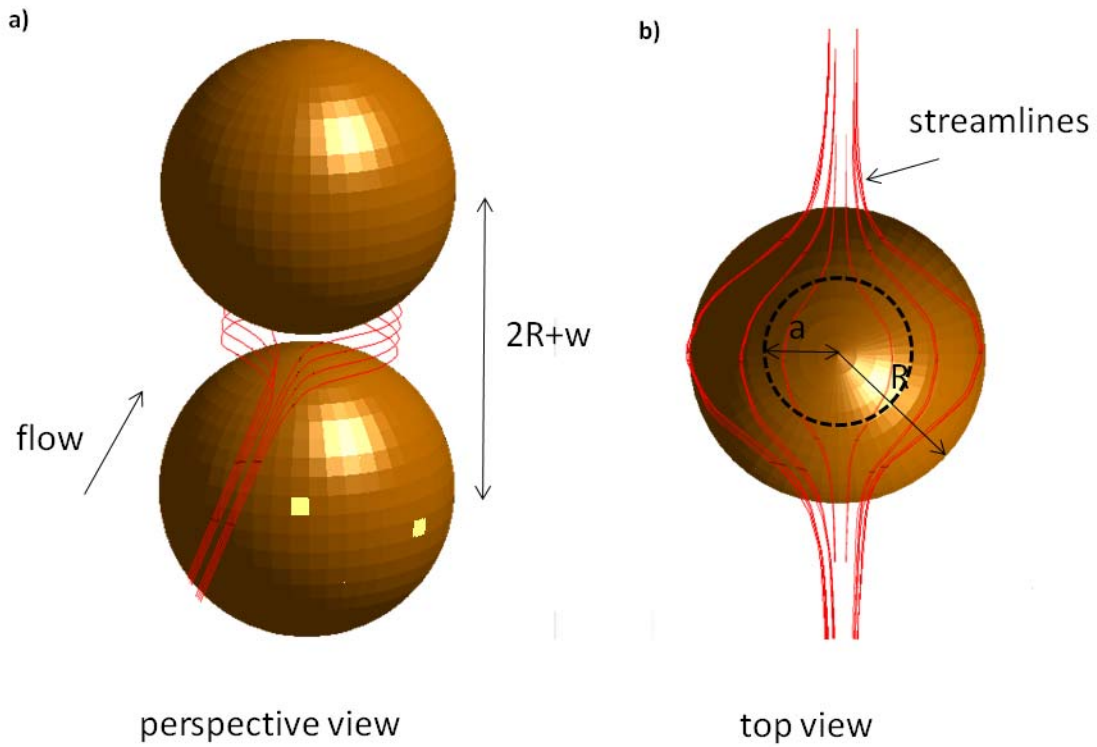 a)
2R+w
flow
perspective view
b)
streamlines
a
R
top view